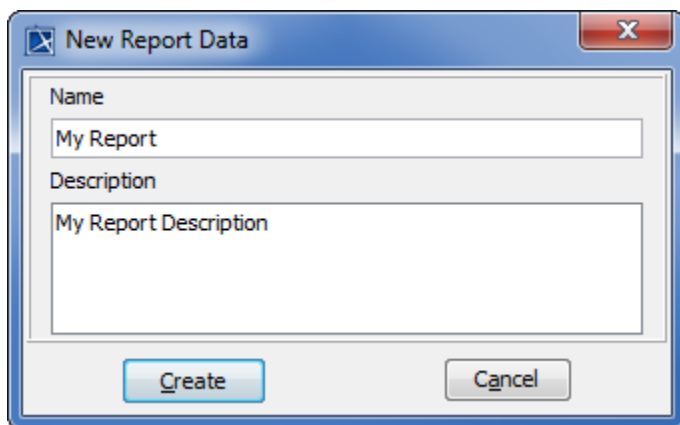 New Report Data
Name
My Report
Description
My Report Description
Create
Cancel